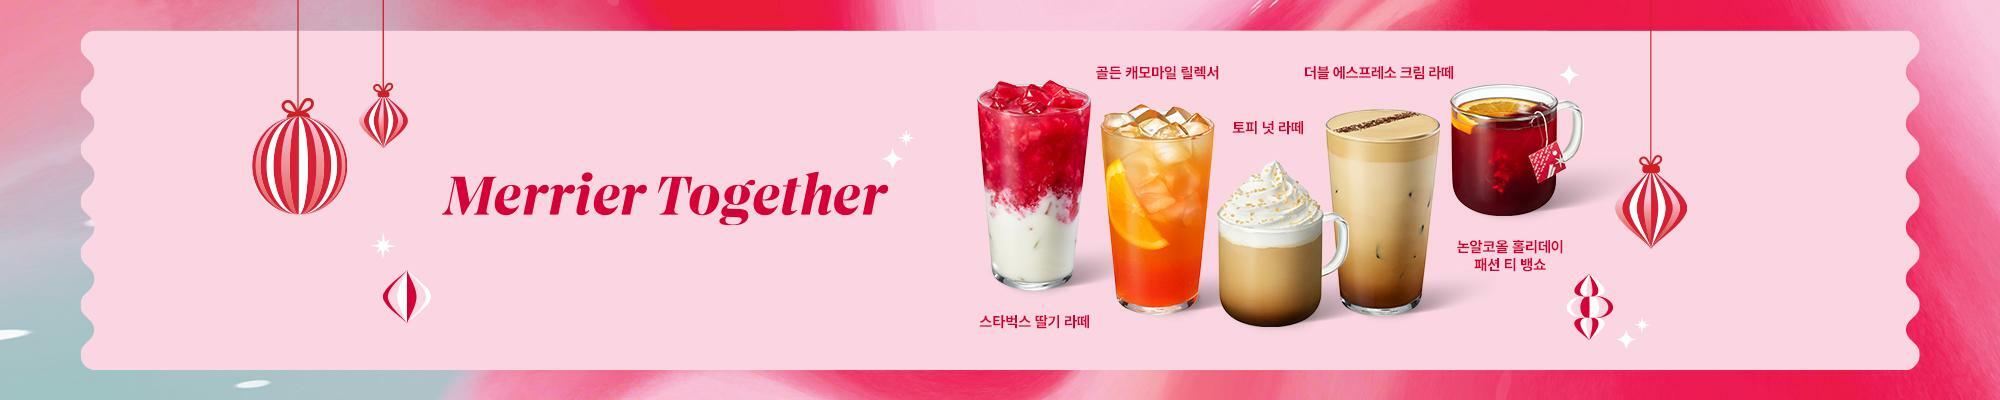 Merrier Together
골든 캐모마일 릴렉서
더블 에스프레소 크림 라떼
토피 넛 라떼
논알코올 홀리데이
패션 티 뱅쇼
스타벅스 딸기 라떼